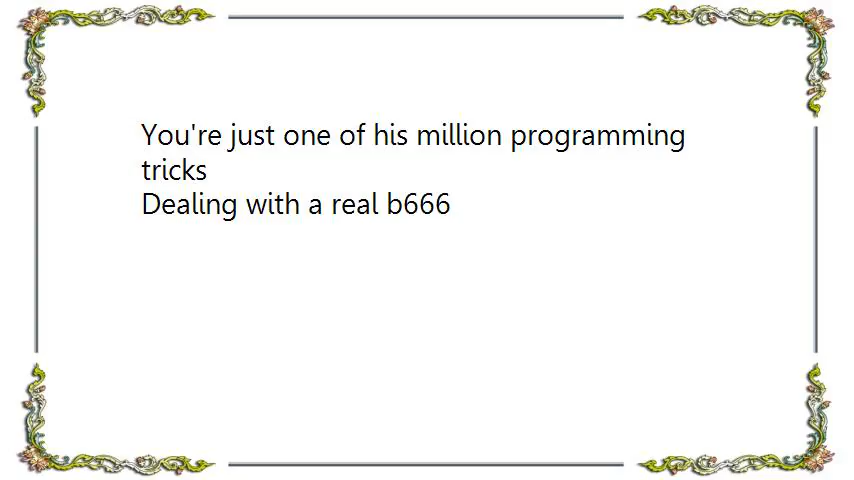 You're just one of his million programming
tricks
Dealing with a real b666